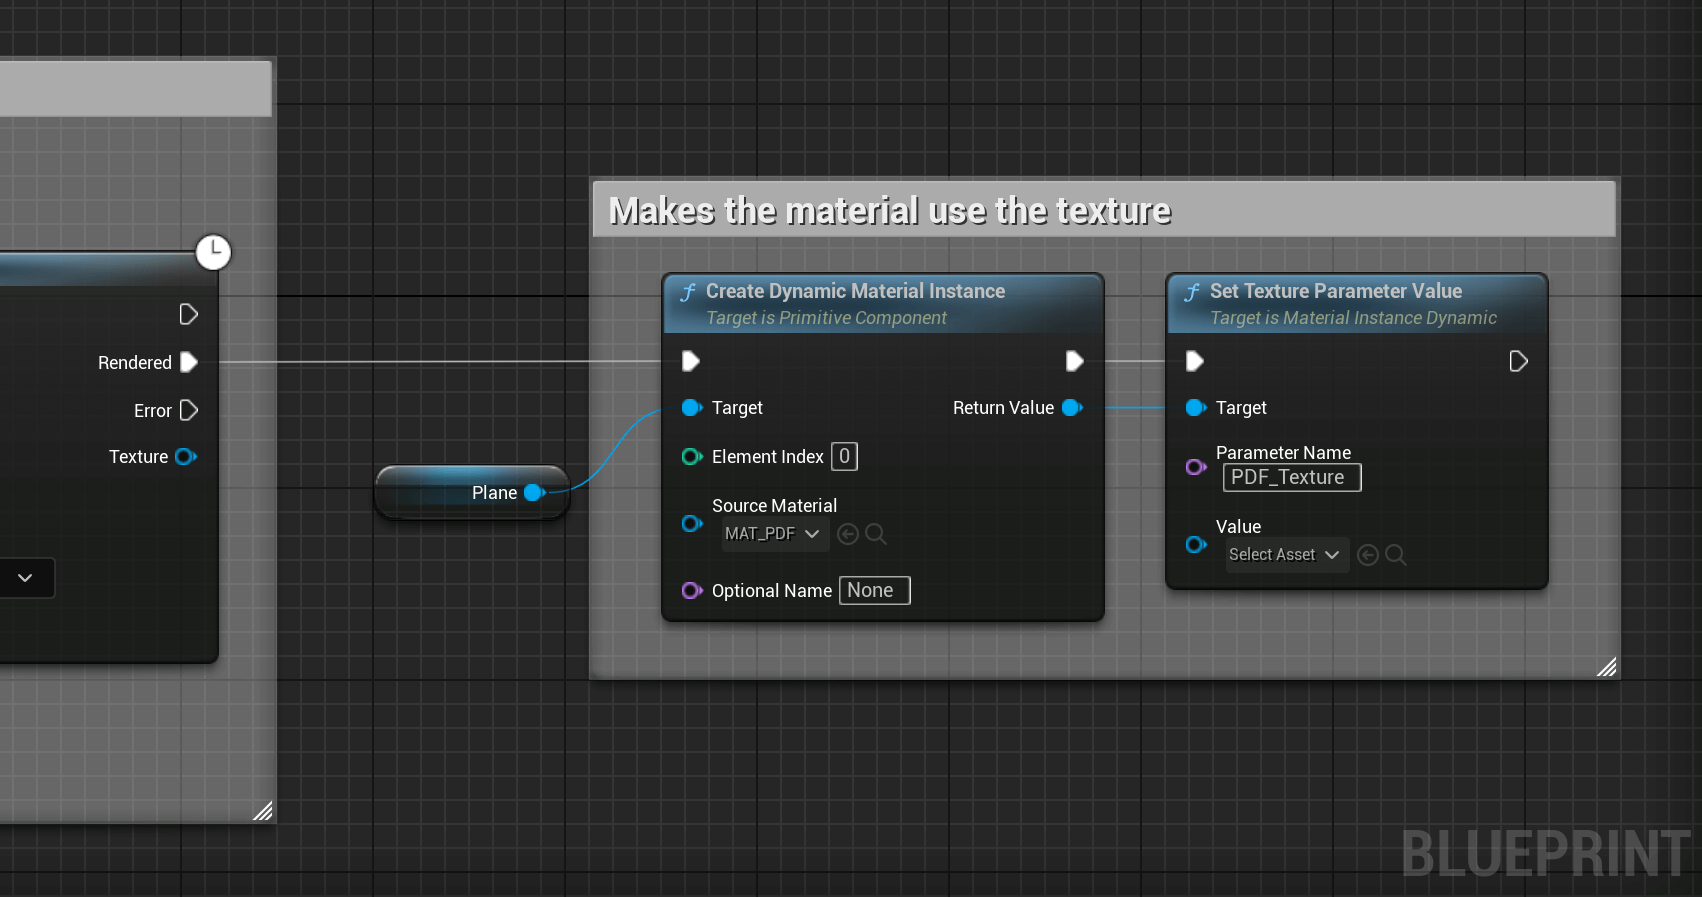 Makes the material use the texture
f Create Dynamic Material Instance
Target is Primitive Component
f Set Texture Parameter Value
Target is Material Instance Dynamic
Rendered
Error
Texture
Plane
Target
Return Value
Element Index 0
Source Material
MAT_PDF
Optional Name None
Target
Parameter Name
PDF_Texture
Value
Select Asset
BLUEPRINT